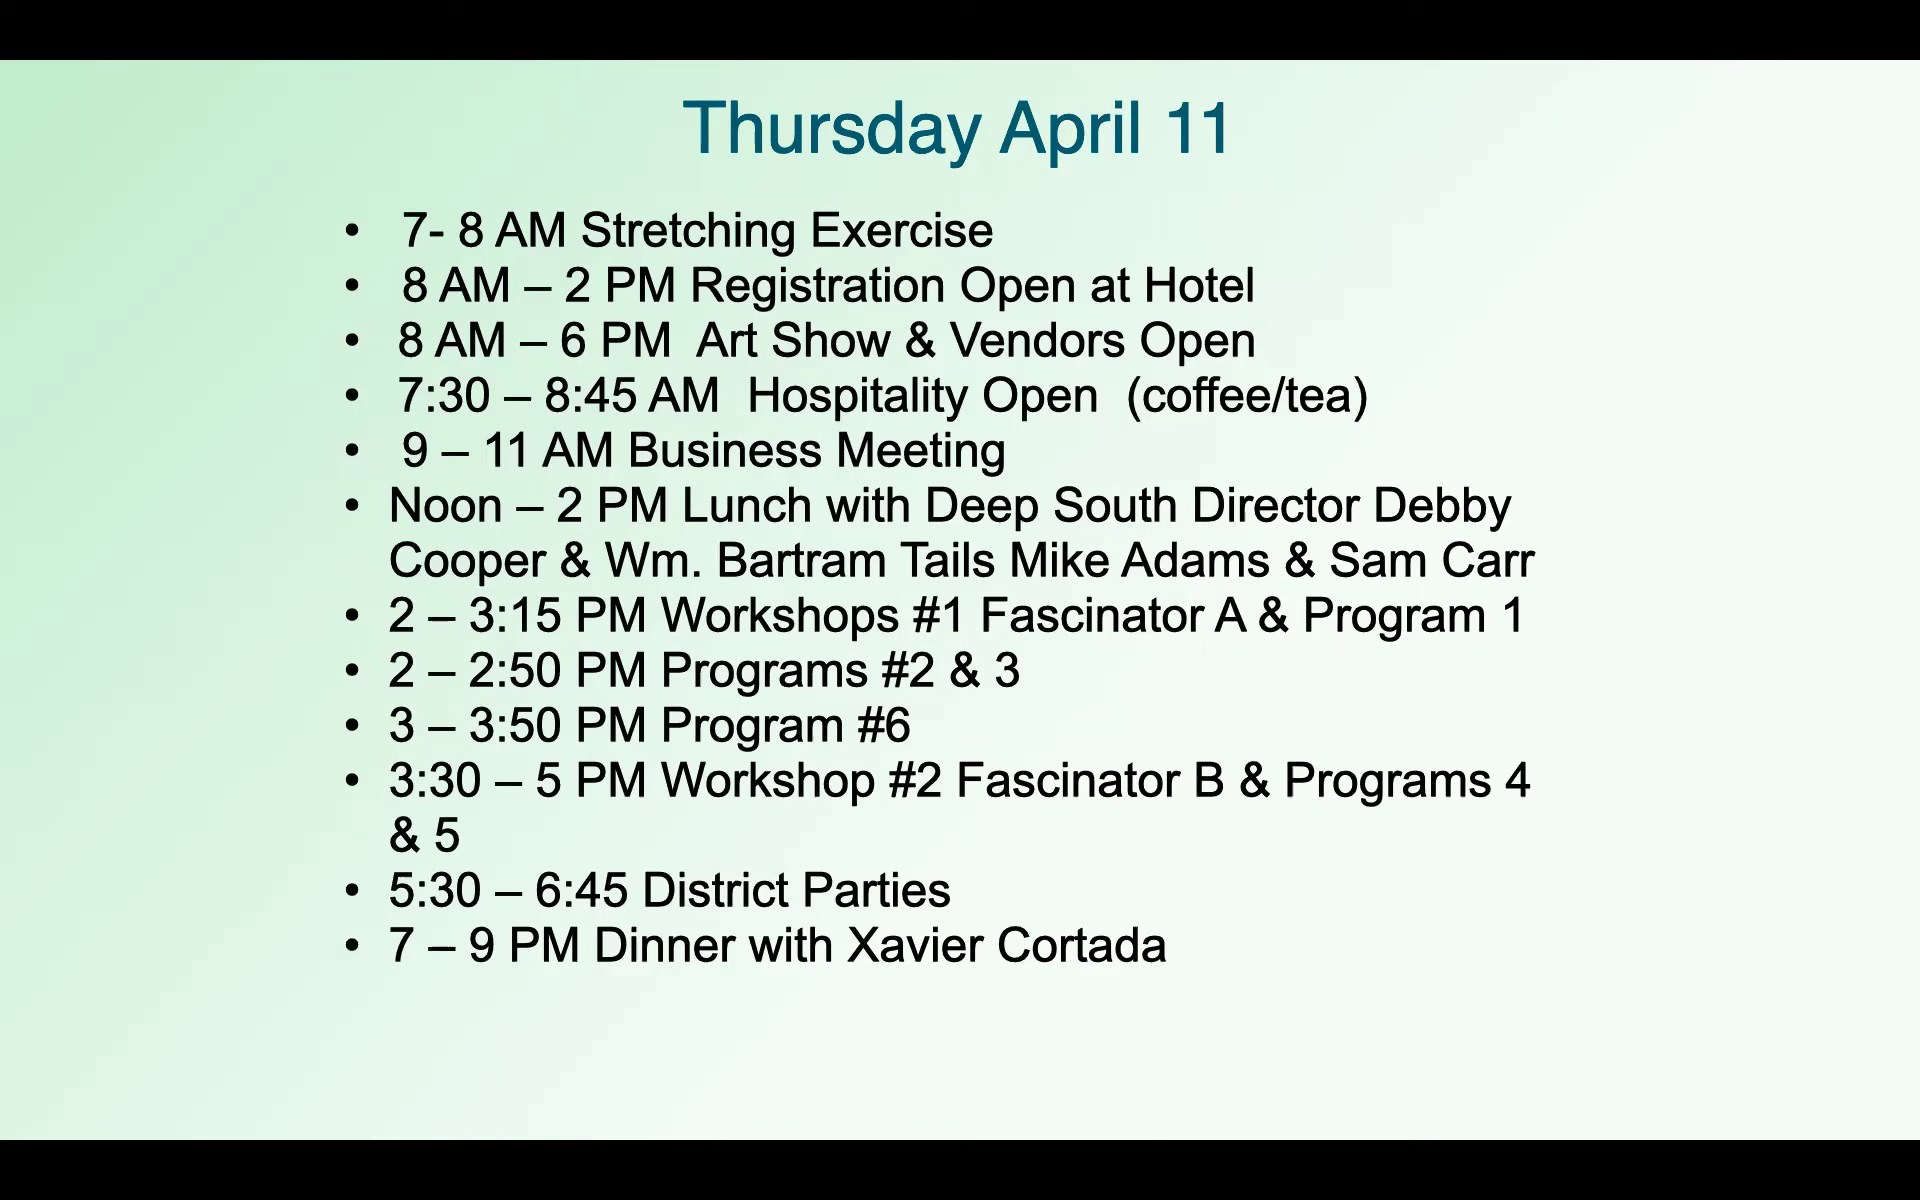 Thursday April 11
• 7- 8 AM Stretching Exercise
• 8 AM – 2 PM Registration Open at Hotel
• 8 AM – 6 PM  Art Show & Vendors Open
• 7:30 – 8:45 AM  Hospitality Open  (coffee/tea)
• 9 – 11 AM Business Meeting
• Noon – 2 PM Lunch with Deep South Director Debby
Cooper & Wm. Bartram Tails Mike Adams & Sam Carr
• 2 – 3:15 PM Workshops #1 Fascinator A & Program 1
• 2 – 2:50 PM Programs #2 & 3
• 3 – 3:50 PM Program #6
• 3:30 – 5 PM Workshop #2 Fascinator B & Programs 4
& 5
• 5:30 – 6:45 District Parties
• 7 – 9 PM Dinner with Xavier Cortada